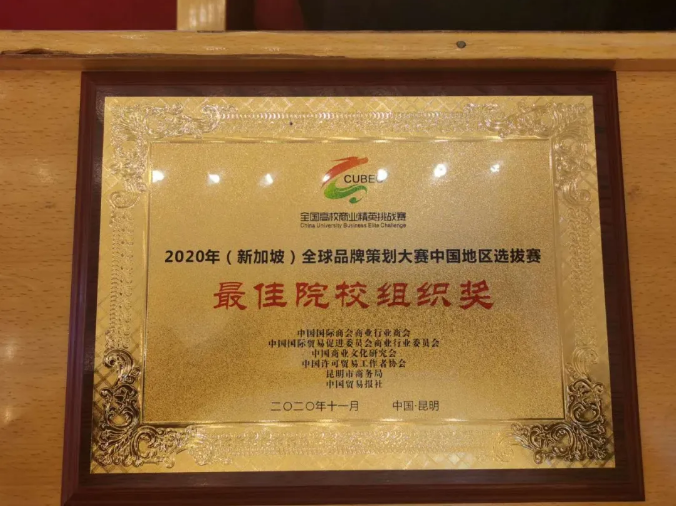 CUBEC
全国高校商业精英挑战赛
China University Business Elite Challenge
2020年(新加坡)全球品牌策划大赛中国地区选拔赛
最佳院校组织奖
中国国际商会商业行业商会
中国国际贸易促进委员会商业行业委员会
中国商业文化研究会
中国许可贸易工作者协会
昆明市商务局
中国贸易报社
二〇二〇年十一月 中国·昆明